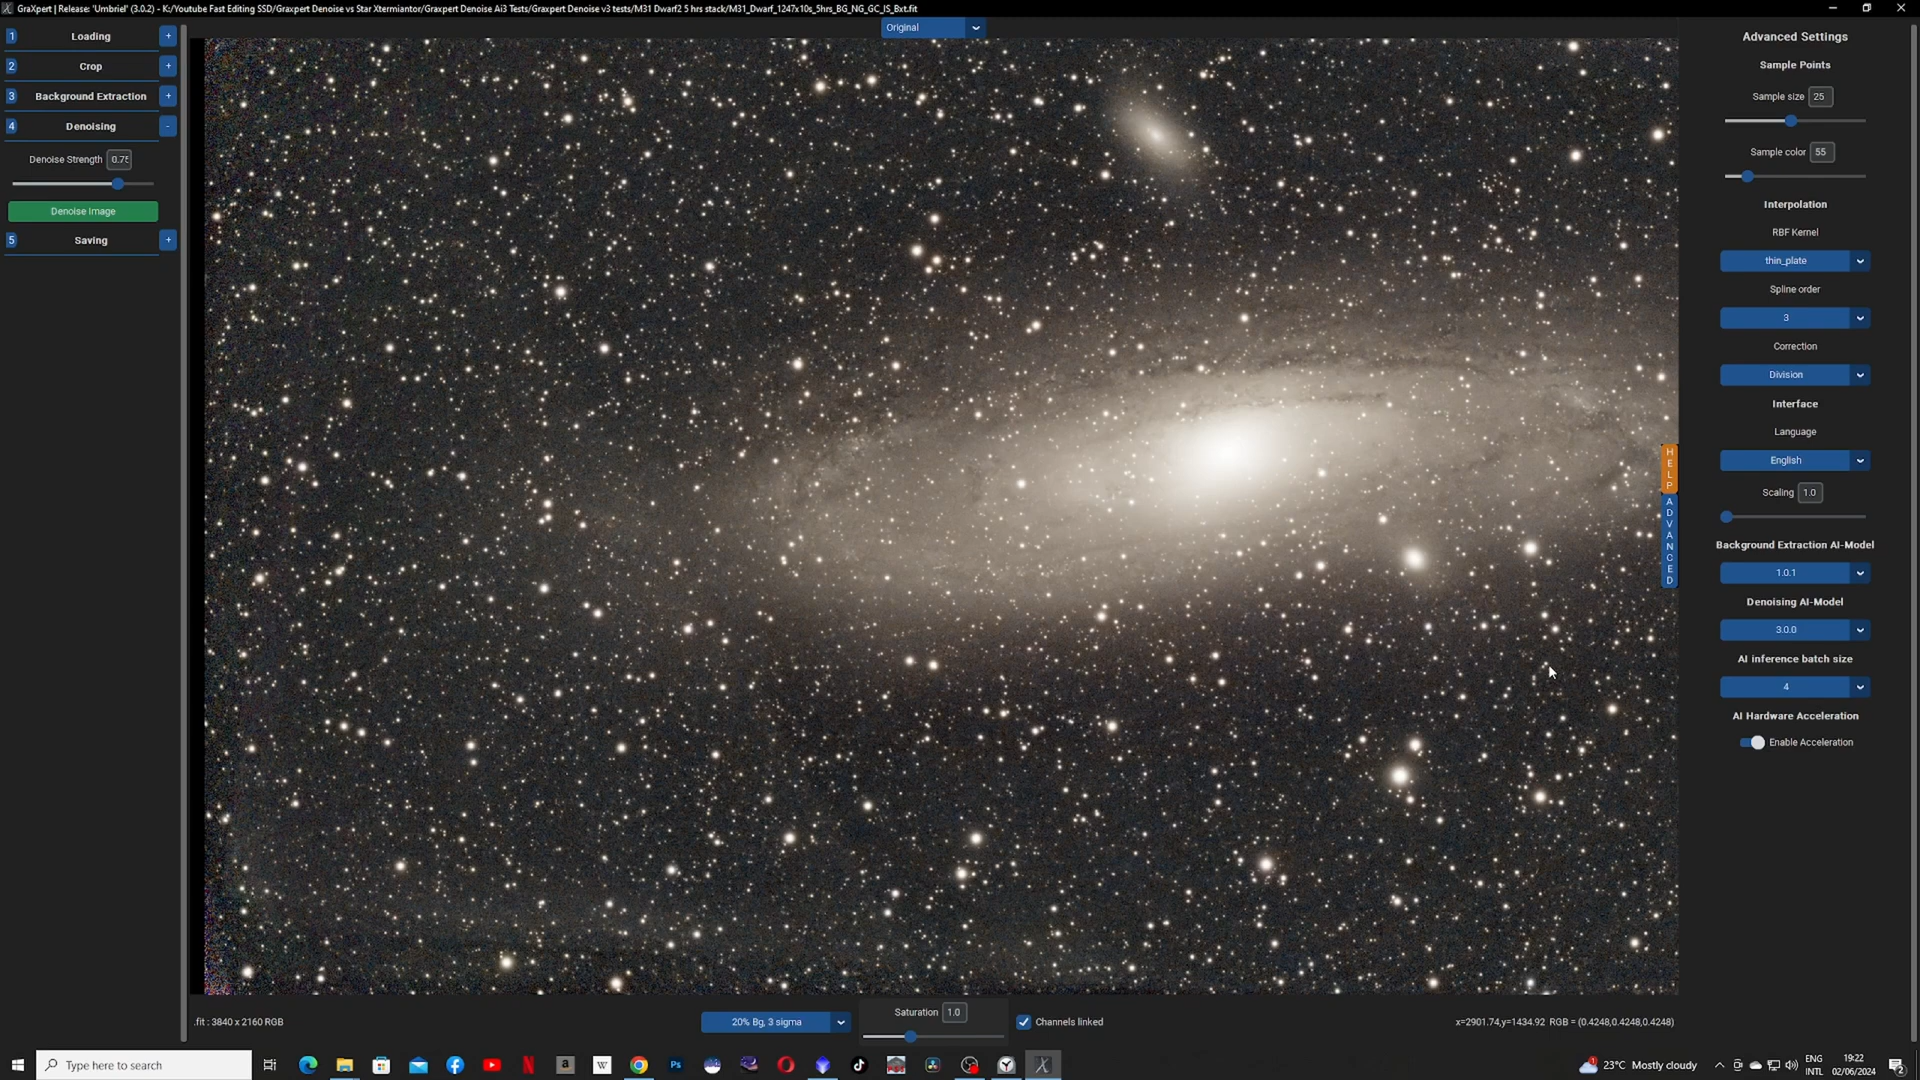 GraXpert | Release: 'Umbriel' (3.0.2) - K:/Youtube Fast Editing SSD/Graxpert Denoise vs Star Xtermiantor/Graxpert Denoise Ai3 Tests/Graxpert Denoise v3 tests/M31 Dwarf2 5 hrs stack/M31_Dwarf_1247x10s_5hrs_BG_NG_GC_IS_Bxt.fit
Original
1 Loading +
2 Crop +
3 Background Extraction +
4 Denoising -
Denoise Strength 0.75
Denoise Image
5 Saving +
Advanced Settings
Sample Points
Sample size 25
Sample color 55
Interpolation
RBF Kernel
thin_plate
Spline order
3
Correction
Division
Interface
Language
English
Scaling 1.0
Background Extraction AI-Model
1.0.1
Denoising AI-Model
3.0.0
AI inference batch size
4
AI Hardware Acceleration
Enable Acceleration
HELP
ADVANCED
.fit : 3840 x 2160 RGB
20% Bg, 3 sigma
Saturation 1.0
Channels linked
x=2901.74,y=1434.92 RGB = (0.4248,0.4248,0.4248)
Type here to search
a
W
Ps
1
23°C Mostly cloudy
ENG
INTL
19:22
02/06/2024
2